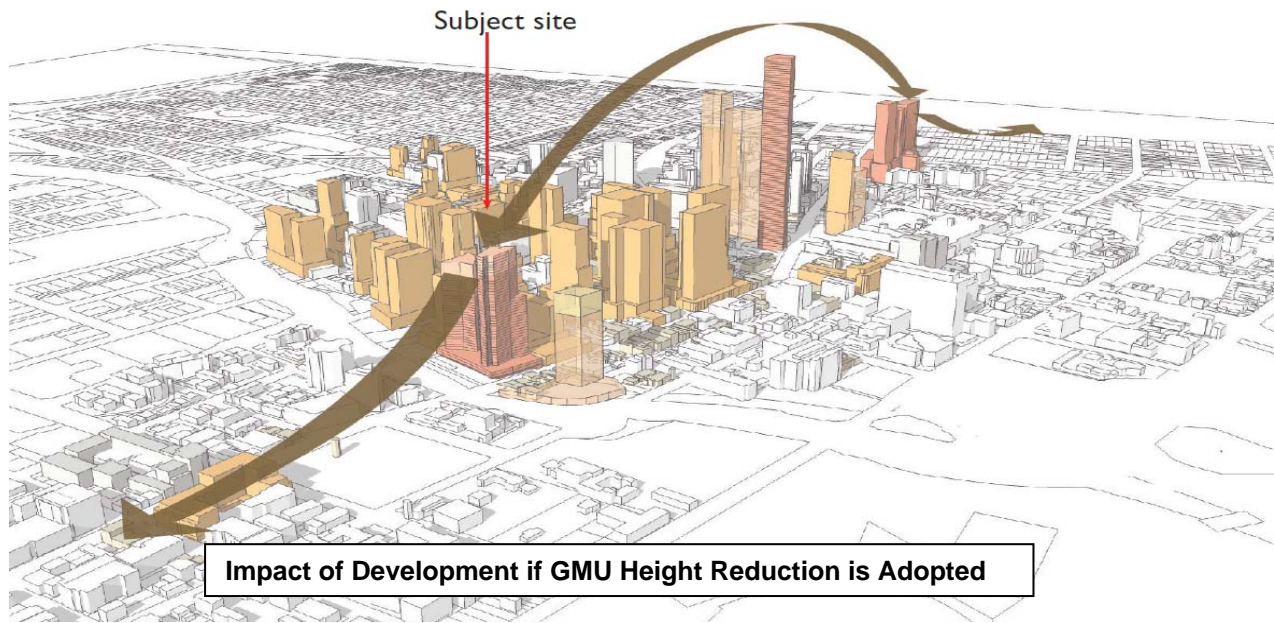 Subject site
Impact of Development if GMU Height Reduction is Adopted